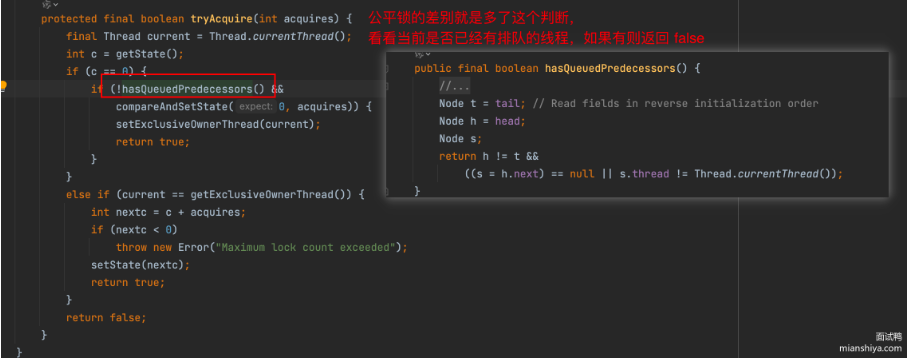 protected final boolean tryAcquire(int acquires) {
final Thread current = Thread.currentThread();
int c = getState();
if (c == 0) {
if (!hasQueuedPredecessors() &&
compareAndSetState( expect: 0, acquires)) {
setExclusiveOwnerThread(current);
return true;
}
}
else if (current == getExclusiveOwnerThread()) {
int nextc = c + acquires;
if (nextc < 0)
throw new Error("Maximum lock count exceeded");
setState(nextc);
return true;
}
return false;
}
}
公平锁的差别就是多了这个判断，
看看当前是否已经有排队的线程，如果有则返回 false
public final boolean hasQueuedPredecessors() {
//...
Node t = tail; // Read fields in reverse initialization order
Node h = head;
Node s;
return h != t &&
((s = h.next) == null || s.thread != Thread.currentThread());
}
面试鸭
mianshiya.com